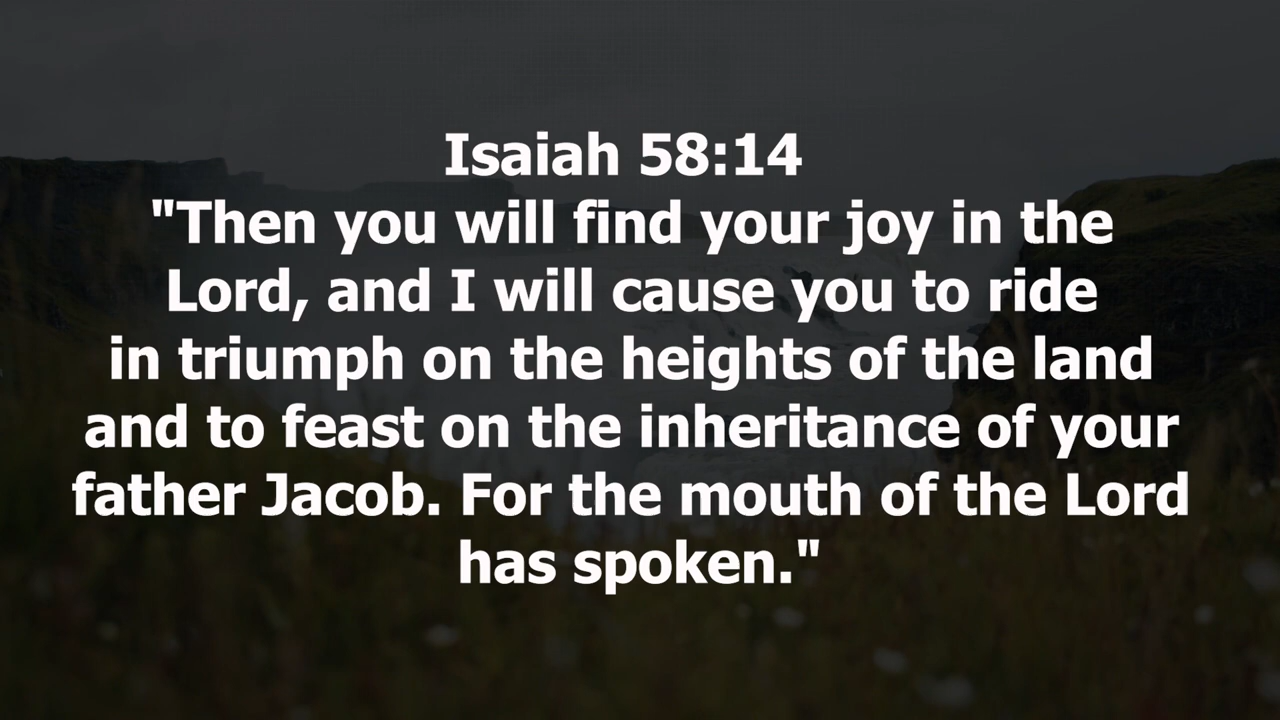 Isaiah 58:14
"Then you will find your joy in the
Lord, and I will cause you to ride
in triumph on the heights of the land
and to feast on the inheritance of your
father Jacob. For the mouth of the Lord
has spoken."